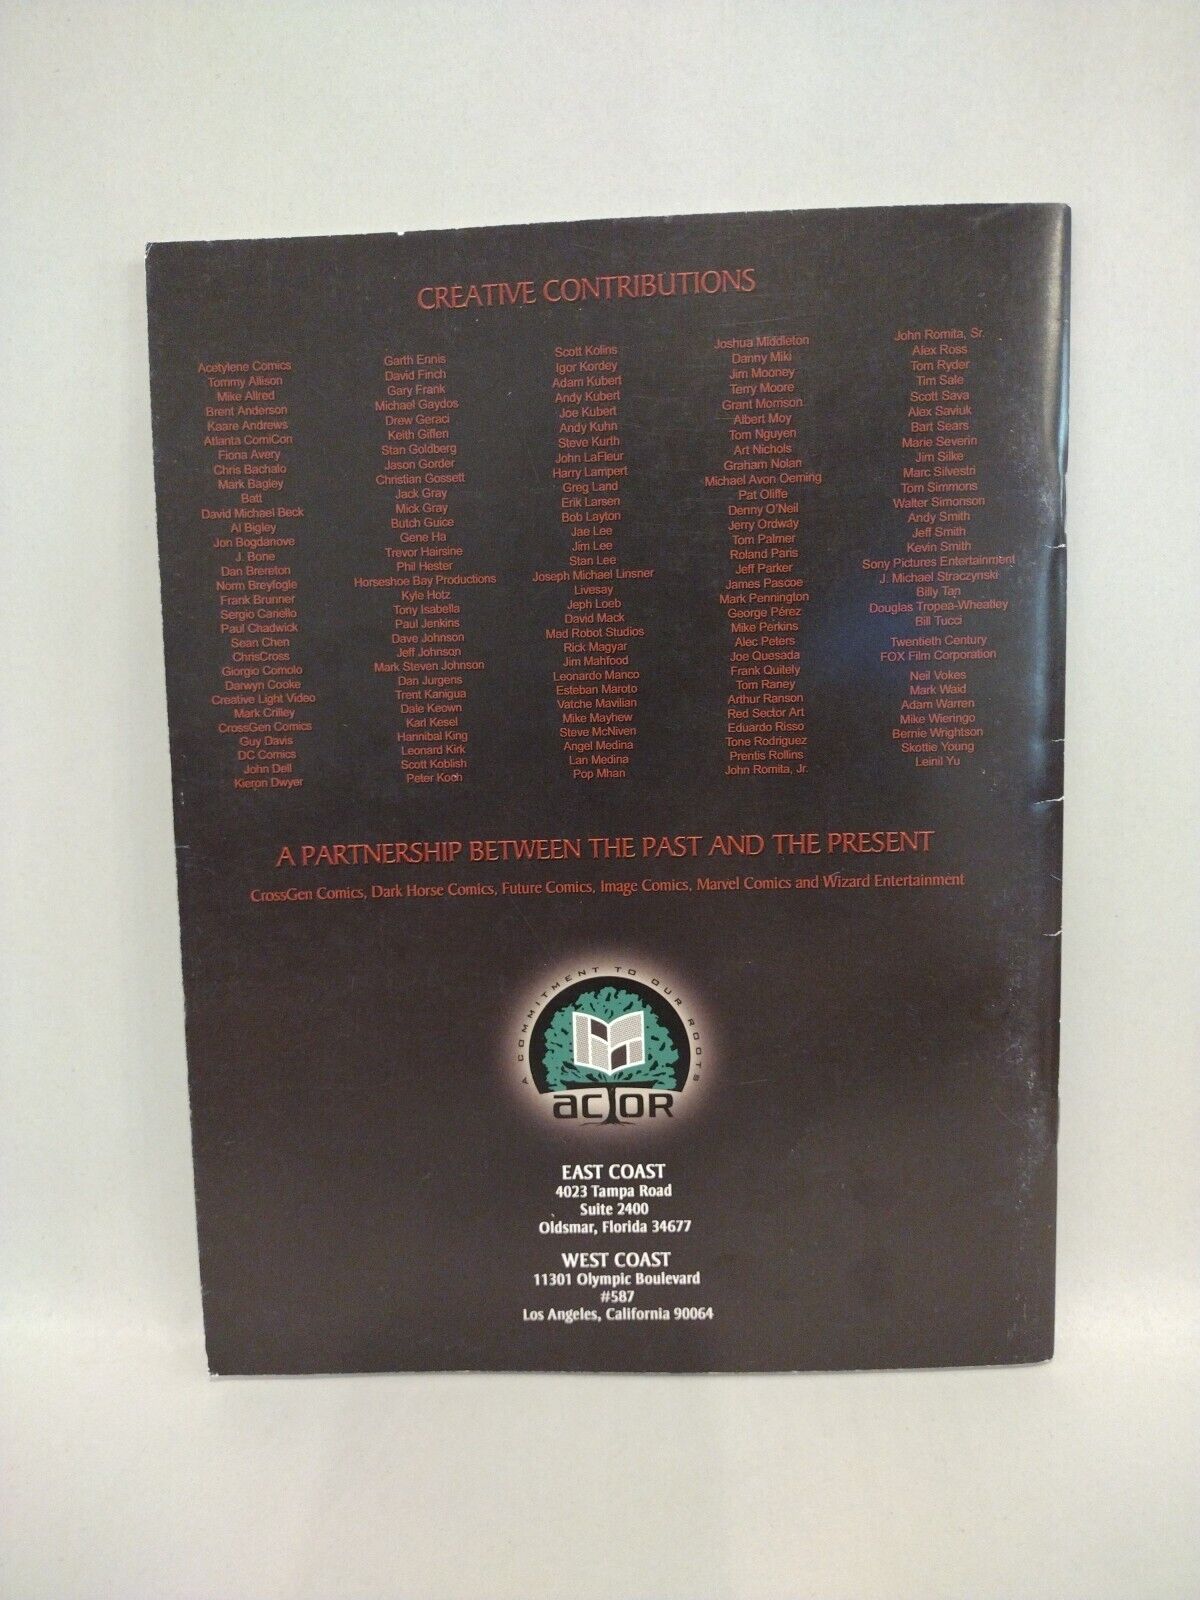 CREATIVE CONTRIBUTIONS
Acetylene Comics
Tommy Allison
Mike Allred
Brent Anderson
Kaare Andrews
Atlanta ComiCon
Fiona Avery
Chris Bachalo
Mark Bagley
Batt
David Michael Beck
Al Bigley
Jon Bogdanove
J. Bone
Dan Brereton
Norm Breyfogle
Frank Brunner
Sergio Cariello
Paul Chadwick
Sean Chen
ChrisCross
Giorgio Comolo
Darwyn Cooke
Creative Light Video
Mark Crilley
CrossGen Comics
Guy Davis
DC Comics
John Dell
Kieron Dwyer
Garth Ennis
David Finch
Gary Frank
Michael Gaydos
Drew Geraci
Keith Giffen
Stan Goldberg
Jason Gorder
Christian Gossett
Jack Gray
Mick Gray
Butch Guice
Gene Ha
Trevor Hairsine
Phil Hester
Horseshoe Bay Productions
Kyle Hotz
Tony Isabella
Paul Jenkins
Dave Johnson
Jeff Johnson
Mark Steven Johnson
Dan Jurgens
Trent Kanigua
Dale Keown
Karl Kesel
Hannibal King
Leonard Kirk
Scott Koblish
Peter Koch
Scott Kolins
Igor Kordey
Adam Kubert
Andy Kubert
Joe Kubert
Andy Kuhn
Steve Kurth
John LaFleur
Harry Lampert
Greg Land
Erik Larsen
Bob Layton
Jae Lee
Jim Lee
Stan Lee
Joseph Michael Linsner
Livesay
Jeph Loeb
David Mack
Mad Robot Studios
Rick Magyar
Jim Mahfood
Leonardo Manco
Esteban Maroto
Vatche Mavilian
Mike Mayhew
Steve McNiven
Angel Medina
Lan Medina
Pop Mhan
Joshua Middleton
Danny Miki
Jim Mooney
Terry Moore
Grant Morrison
Albert Moy
Tom Nguyen
Art Nichols
Graham Nolan
Michael Avon Oeming
Pat Oliffe
Denny O'Neil
Jerry Ordway
Tom Palmer
Roland Paris
Jeff Parker
James Pascoe
Mark Pennington
George Pérez
Mike Perkins
Alec Peters
Joe Quesada
Frank Quitely
Tom Raney
Arthur Ranson
Red Sector Art
Eduardo Risso
Tone Rodriguez
Prentis Rollins
John Romita, Jr.
John Romita, Sr.
Alex Ross
Tom Ryder
Tim Sale
Scott Sava
Alex Saviuk
Bart Sears
Marie Severin
Jim Silke
Marc Silvestri
Tom Simmons
Walter Simonson
Andy Smith
Jeff Smith
Kevin Smith
Sony Pictures Entertainment
J. Michael Straczynski
Billy Tan
Douglas Tropea-Wheatley
Bill Tucci
Twentieth Century
FOX Film Corporation
Neil Vokes
Mark Waid
Adam Warren
Mike Wieringo
Bernie Wrightson
Skottie Young
Leinil Yu
A PARTNERSHIP BETWEEN THE PAST AND THE PRESENT
CrossGen Comics, Dark Horse Comics, Future Comics, Image Comics, Marvel Comics and Wizard Entertainment
A COMMITMENT TO OUR ROOTS
acTOR
EAST COAST
4023 Tampa Road
Suite 2400
Oldsmar, Florida 34677
WEST COAST
11301 Olympic Boulevard
#587
Los Angeles, California 90064